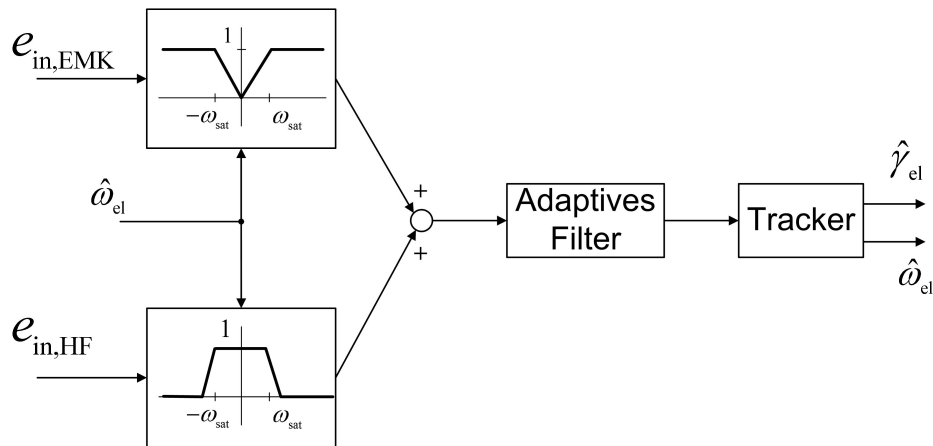 e_in,EMK
1
−ω_sat ω_sat
ω̂_el
e_in,HF
1
−ω_sat ω_sat
+
+
Adaptives
Filter
Tracker
γ̂_el
ω̂_el